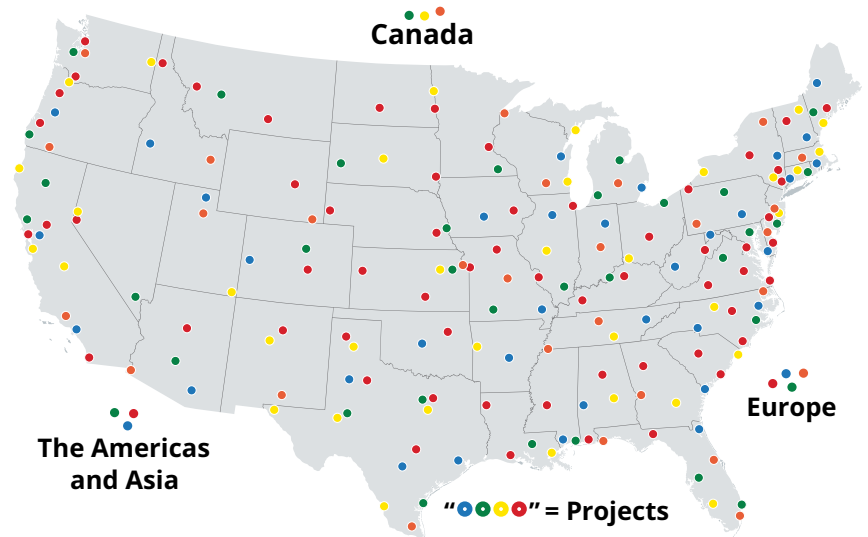 Canada
Europe
The Americas
and Asia
“ ” = Projects